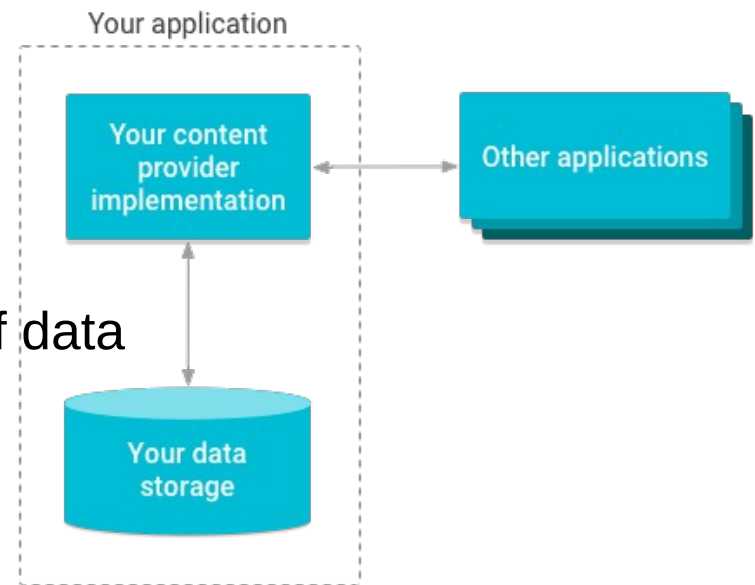 Your application
Your content
provider
implementation
Other applications
f data
Your data
storage